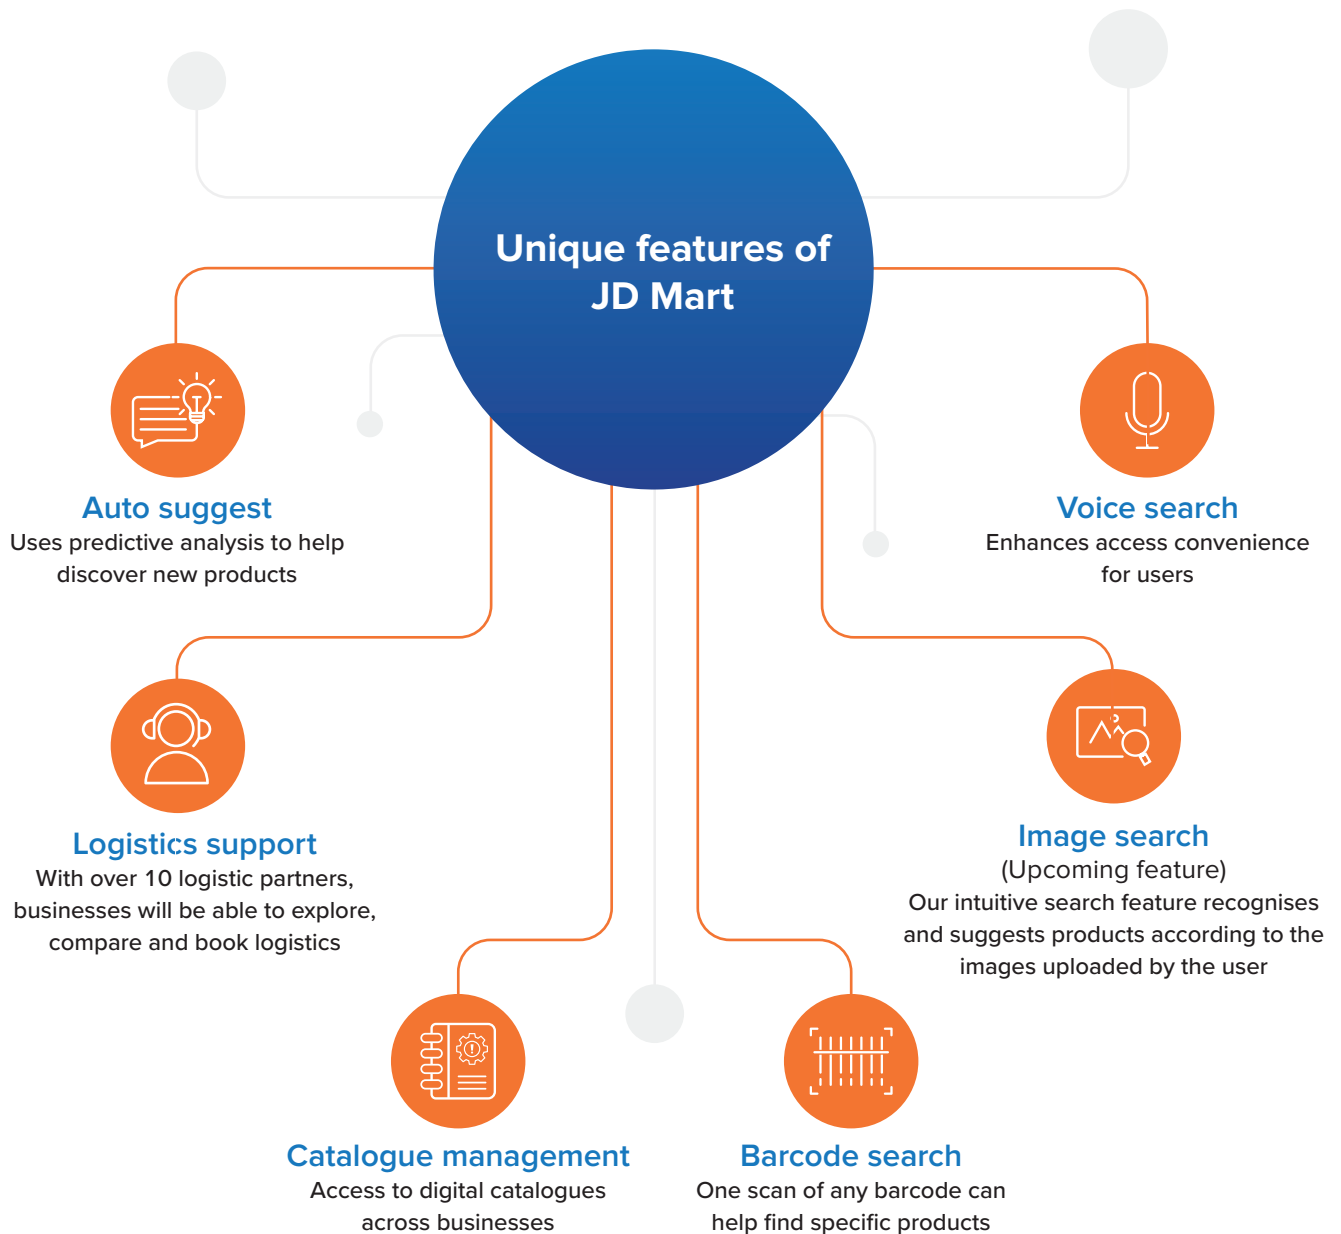 Unique features of
JD Mart
Auto suggest
Uses predictive analysis to help
discover new products
Voice search
Enhances access convenience
for users
Logistics support
With over 10 logistic partners,
businesses will be able to explore,
compare and book logistics
Image search
(Upcoming feature)
Our intuitive search feature recognises
and suggests products according to the
images uploaded by the user
Catalogue management
Access to digital catalogues
across businesses
Barcode search
One scan of any barcode can
help find specific products